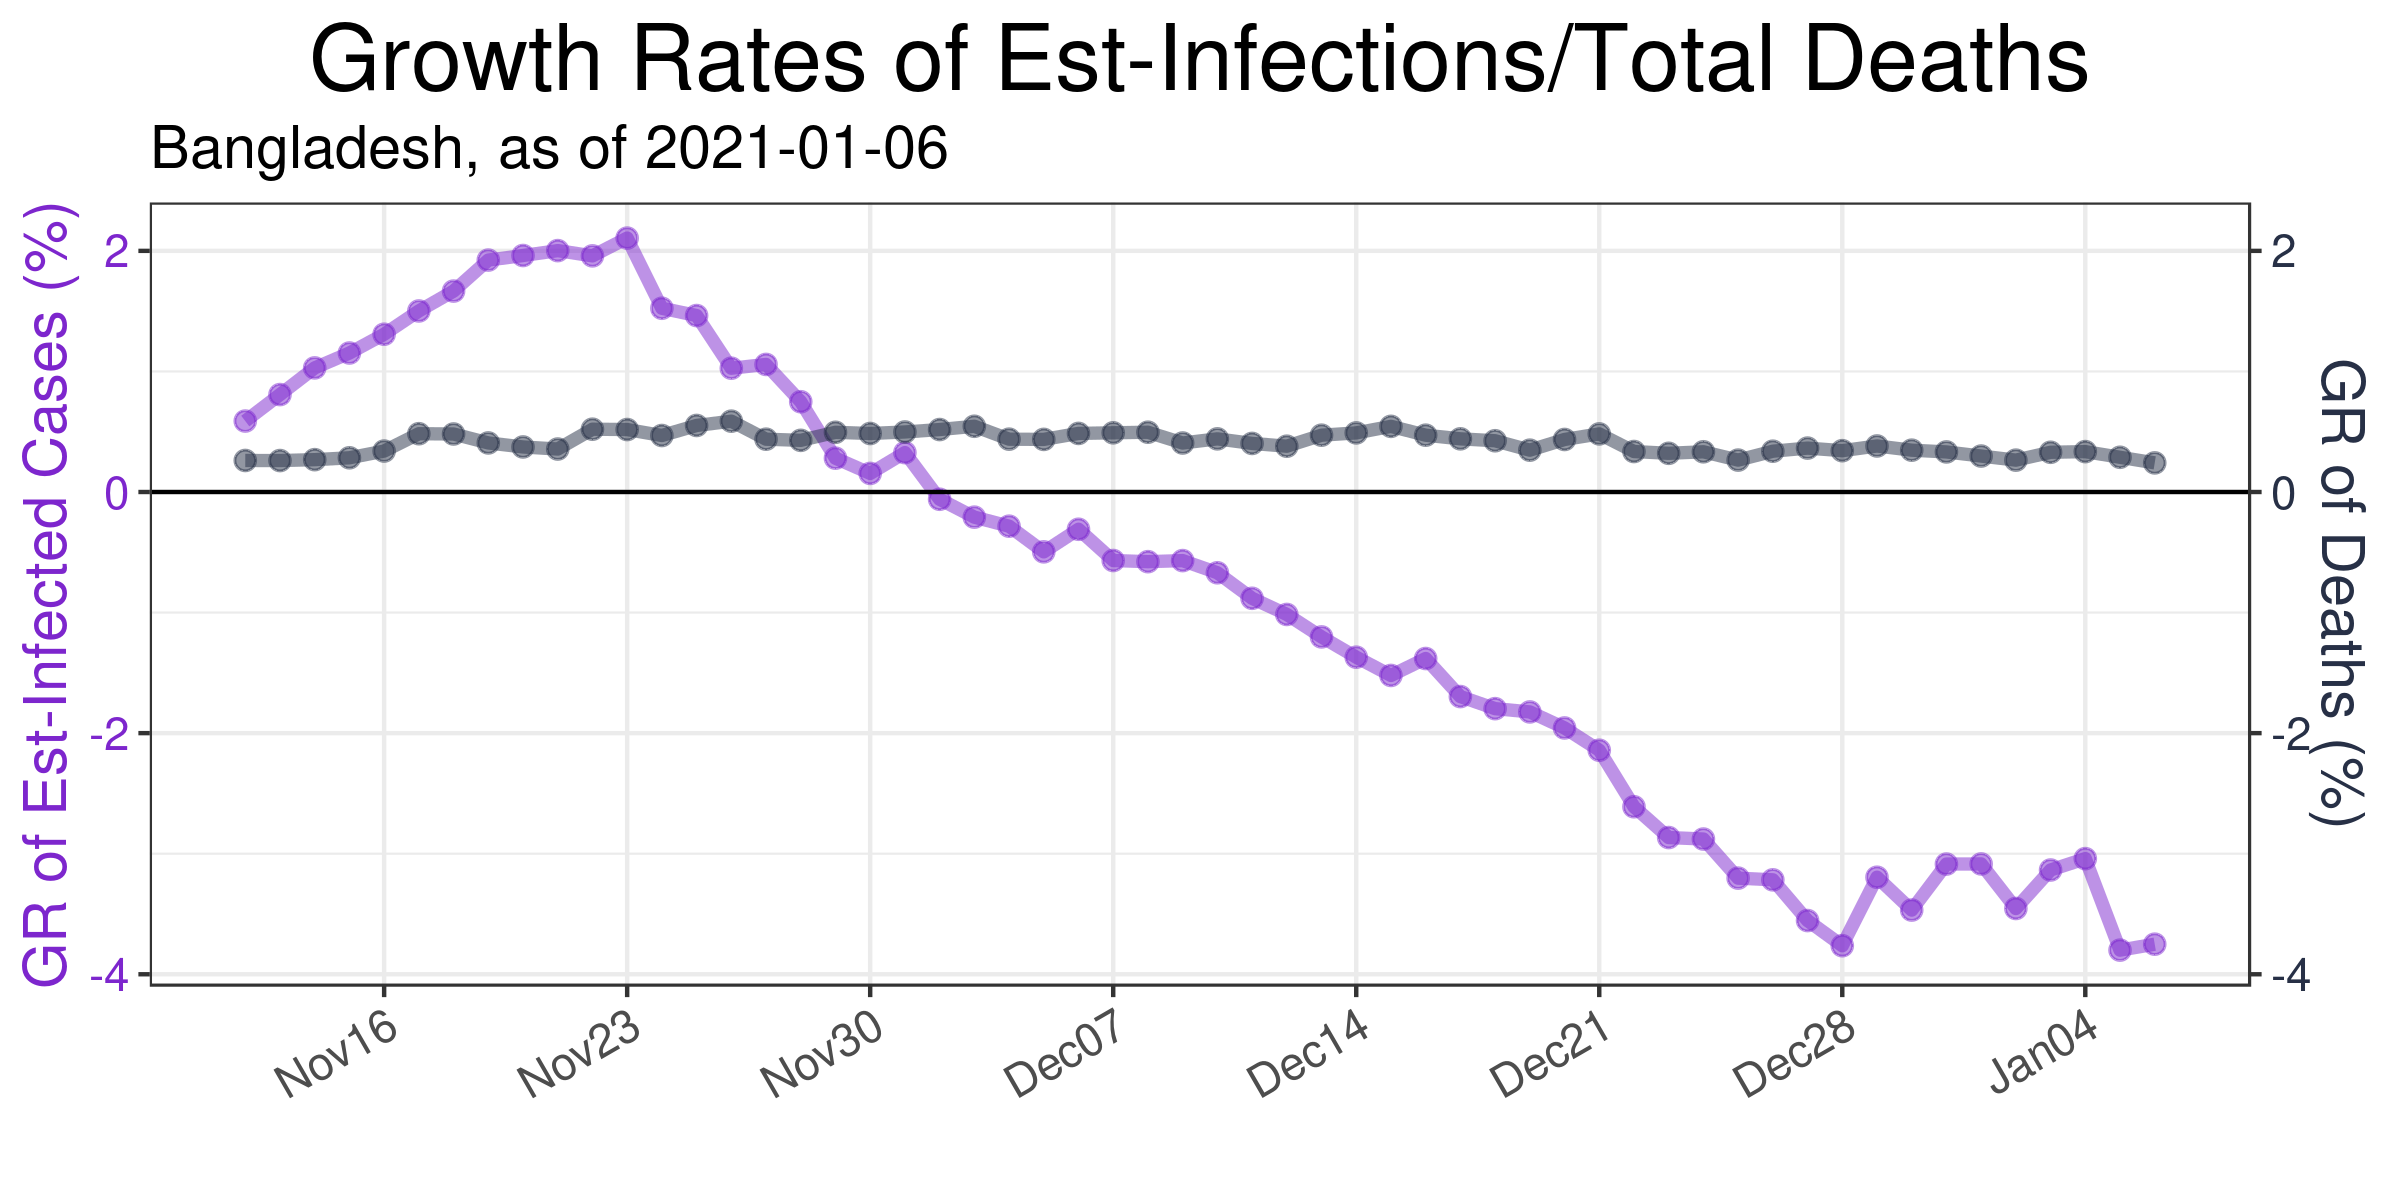 Growth Rates of Est-Infections/Total Deaths
Bangladesh, as of 2021-01-06
GR of Est-Infected Cases (%)
2
0
-2
-4
2
0
-2
-4
GR of Deaths (%)
Nov16
Nov23
Nov30
Dec07
Dec14
Dec21
Dec28
Jan04